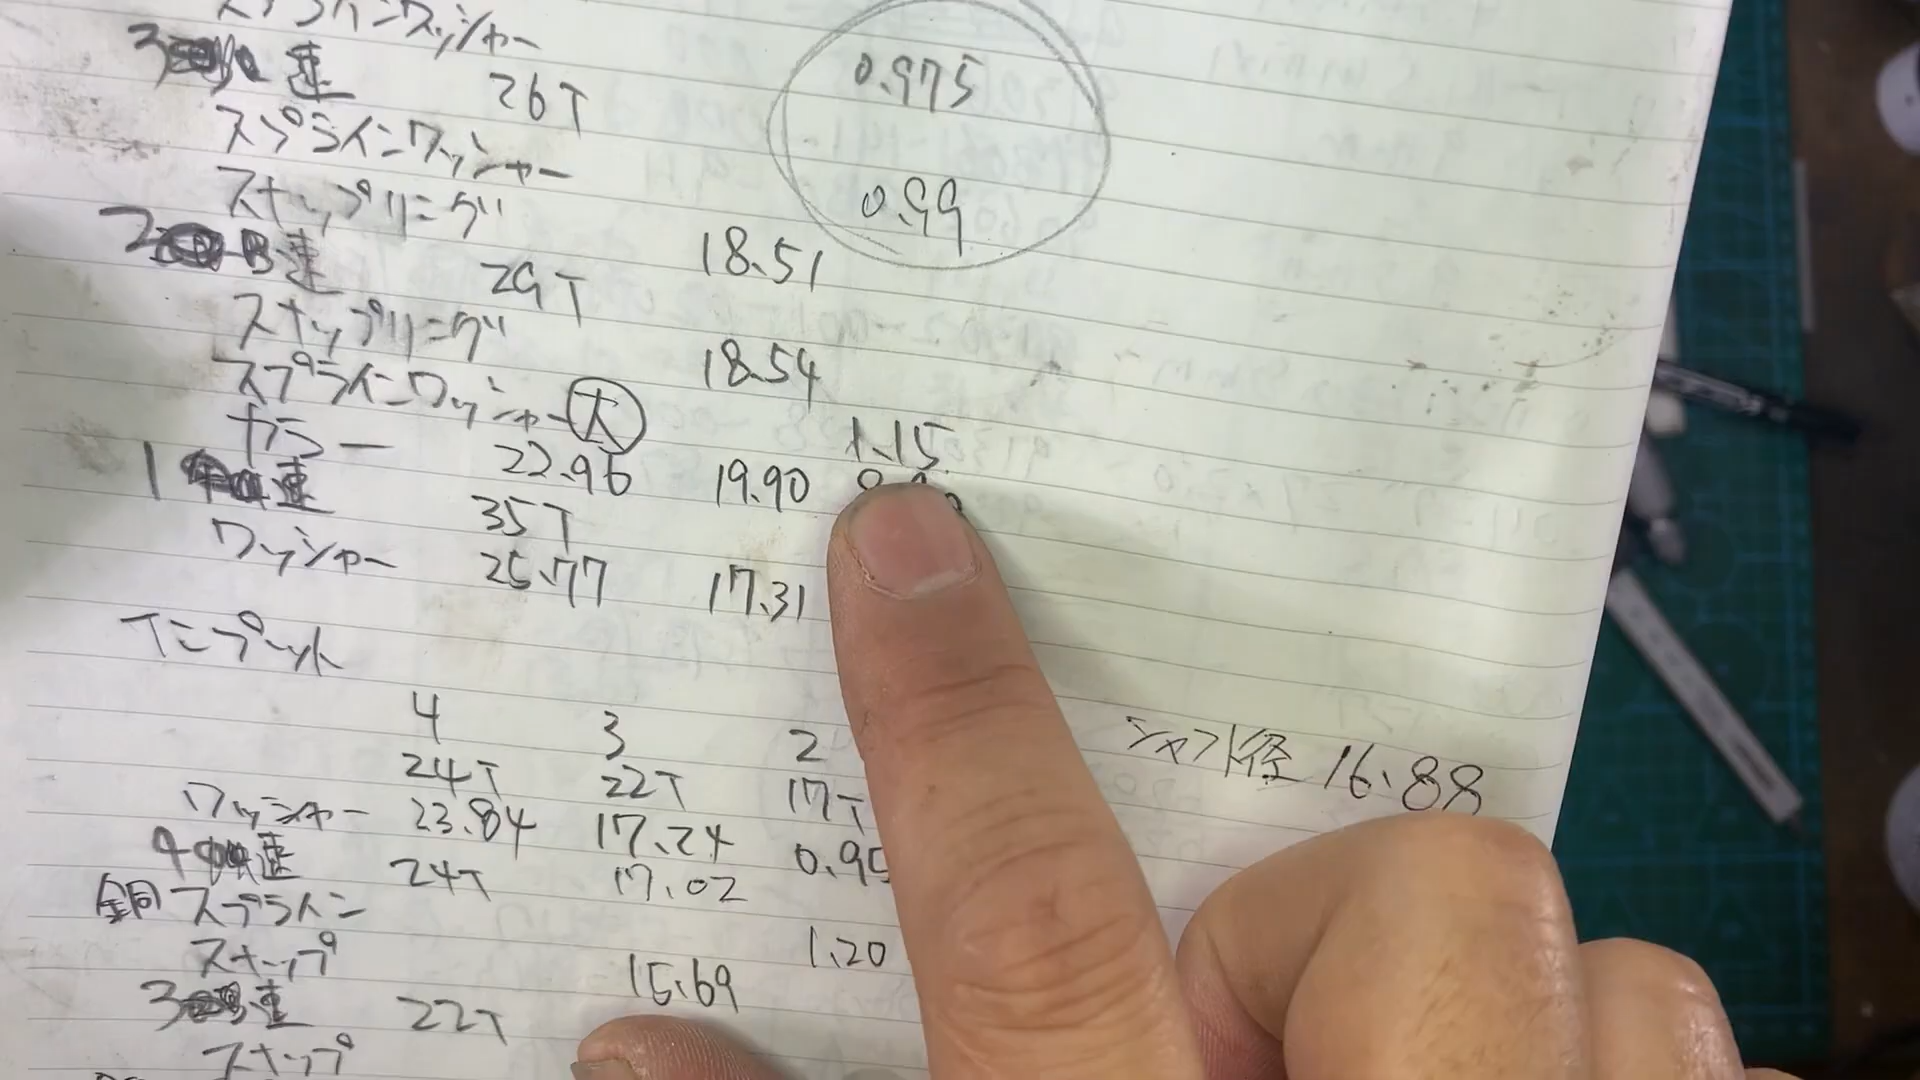 スプラインワッシャー
3速 26T 0.975
スプラインワッシャー
スナップリング 0.99
2速 29T 18.51
スナップリング
スプラインワッシャー 大 18.54
カラー 22.96 19.90 1.15
1速 35T
ワッシャー 25.77 17.31
インプット
4 3 2
24T 22T 17T
シャフト径 16.88
ワッシャー 23.84 17.24 0.95
4速 24T 17.02
銅スプライン
スナップ 15.69 1.20
3速 22T
スナップ